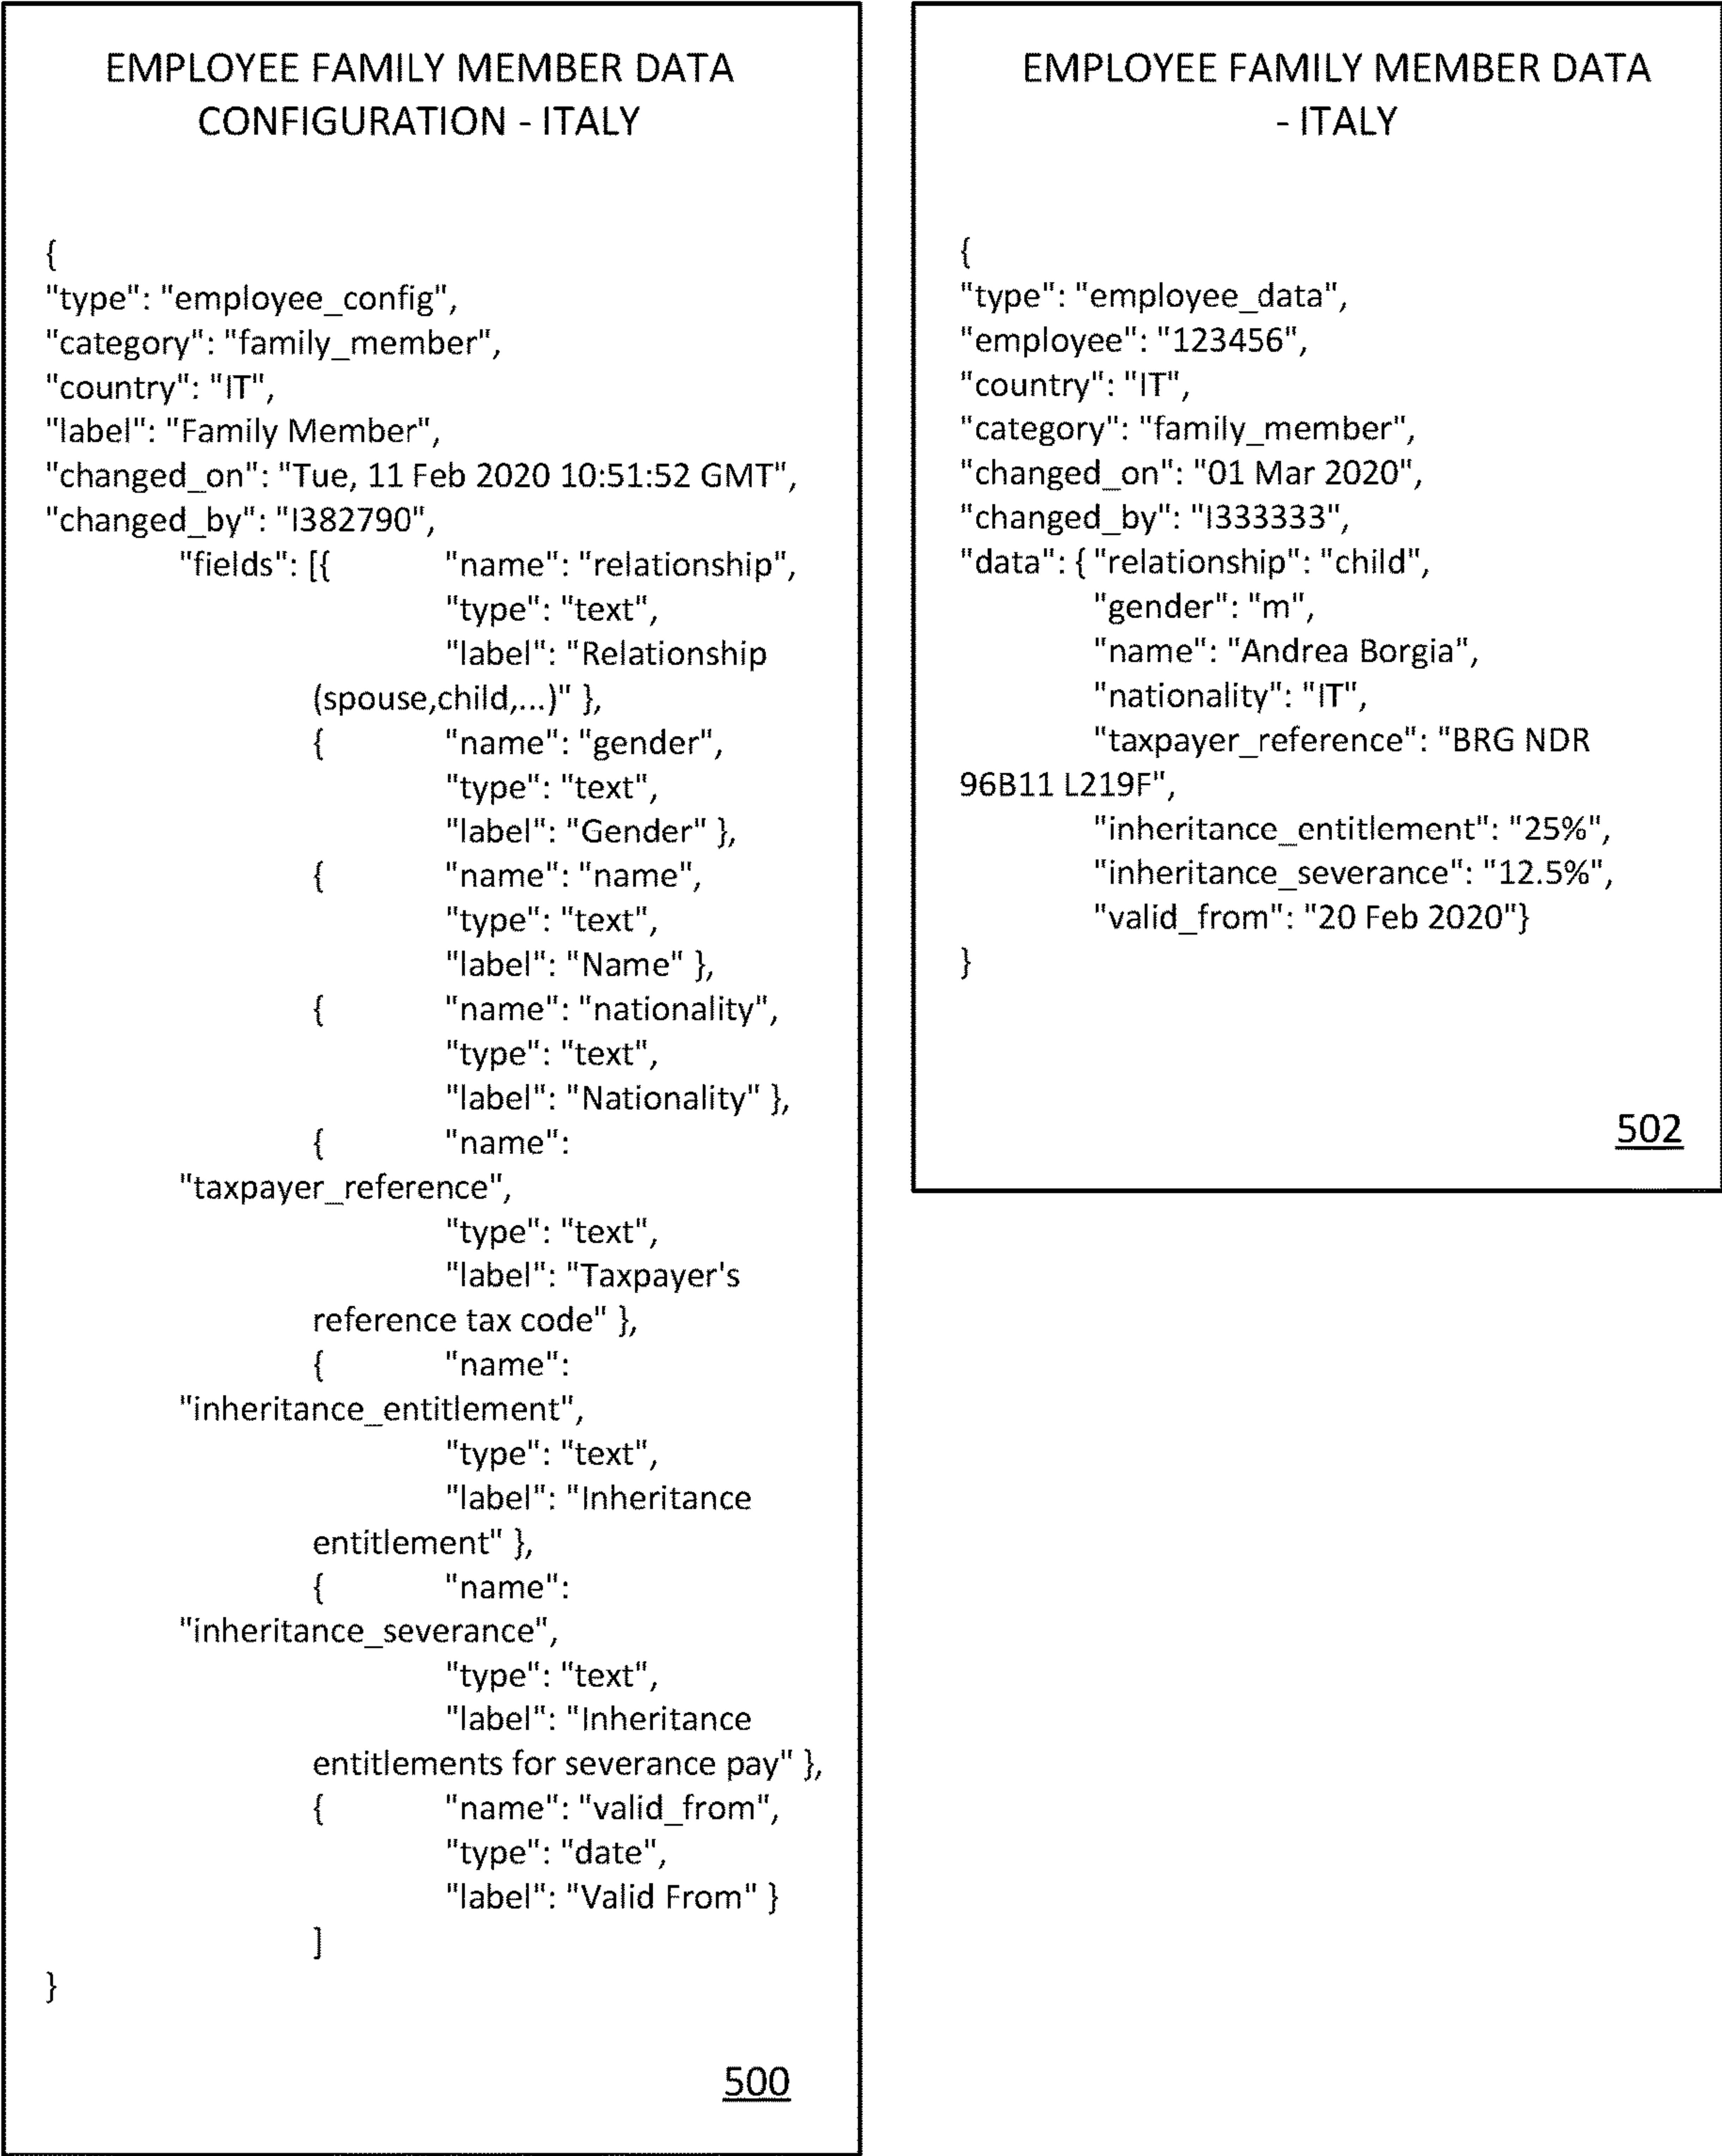 EMPLOYEE FAMILY MEMBER DATA
CONFIGURATION - ITALY
{
"type": "employee_config",
"category": "family_member",
"country": "IT",
"label": "Family Member",
"changed_on": "Tue, 11 Feb 2020 10:51:52 GMT",
"changed_by": "I382790",
"fields": [{ "name": "relationship",
"type": "text",
"label": "Relationship
(spouse,child,...)" },
{ "name": "gender",
"type": "text",
"label": "Gender" },
{ "name": "name",
"type": "text",
"label": "Name" },
{ "name": "nationality",
"type": "text",
"label": "Nationality" },
{ "name":
"taxpayer_reference",
"type": "text",
"label": "Taxpayer's
reference tax code" },
{ "name":
"inheritance_entitlement",
"type": "text",
"label": "Inheritance
entitlement" },
{ "name":
"inheritance_severance",
"type": "text",
"label": "Inheritance
entitlements for severance pay" },
{ "name": "valid_from",
"type": "date",
"label": "Valid From" }
]
}
500
EMPLOYEE FAMILY MEMBER DATA
- ITALY
{
"type": "employee_data",
"employee": "123456",
"country": "IT",
"category": "family_member",
"changed_on": "01 Mar 2020",
"changed_by": "I333333",
"data": { "relationship": "child",
"gender": "m",
"name": "Andrea Borgia",
"nationality": "IT",
"taxpayer_reference": "BRG NDR
96B11 L219F",
"inheritance_entitlement": "25%",
"inheritance_severance": "12.5%",
"valid_from": "20 Feb 2020"}
}
502